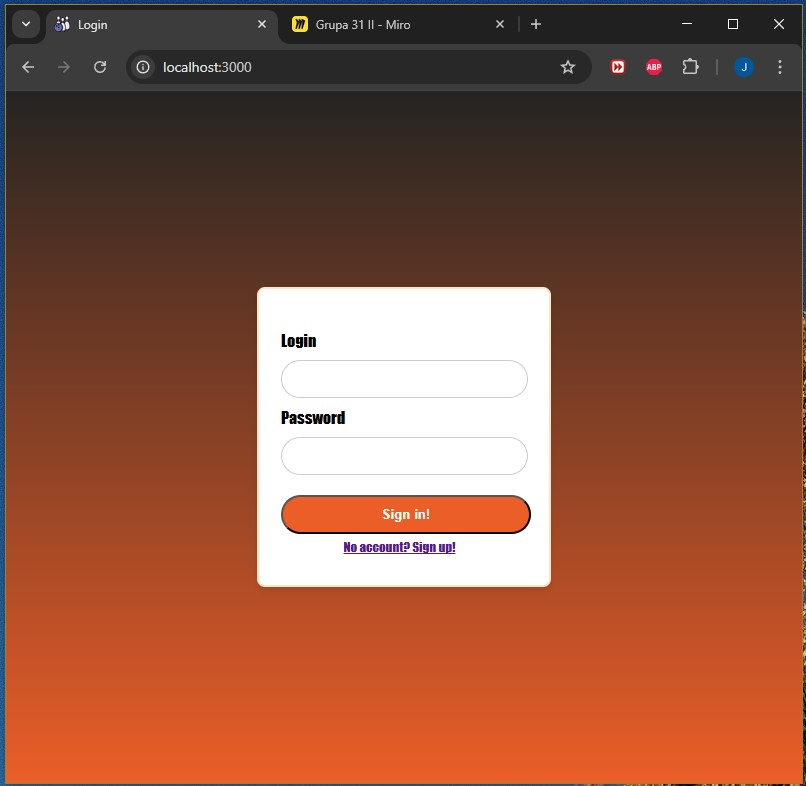 Login
Grupa 31 II - Miro
localhost:3000
ABP
J
Login
Password
Sign in!
No account? Sign up!